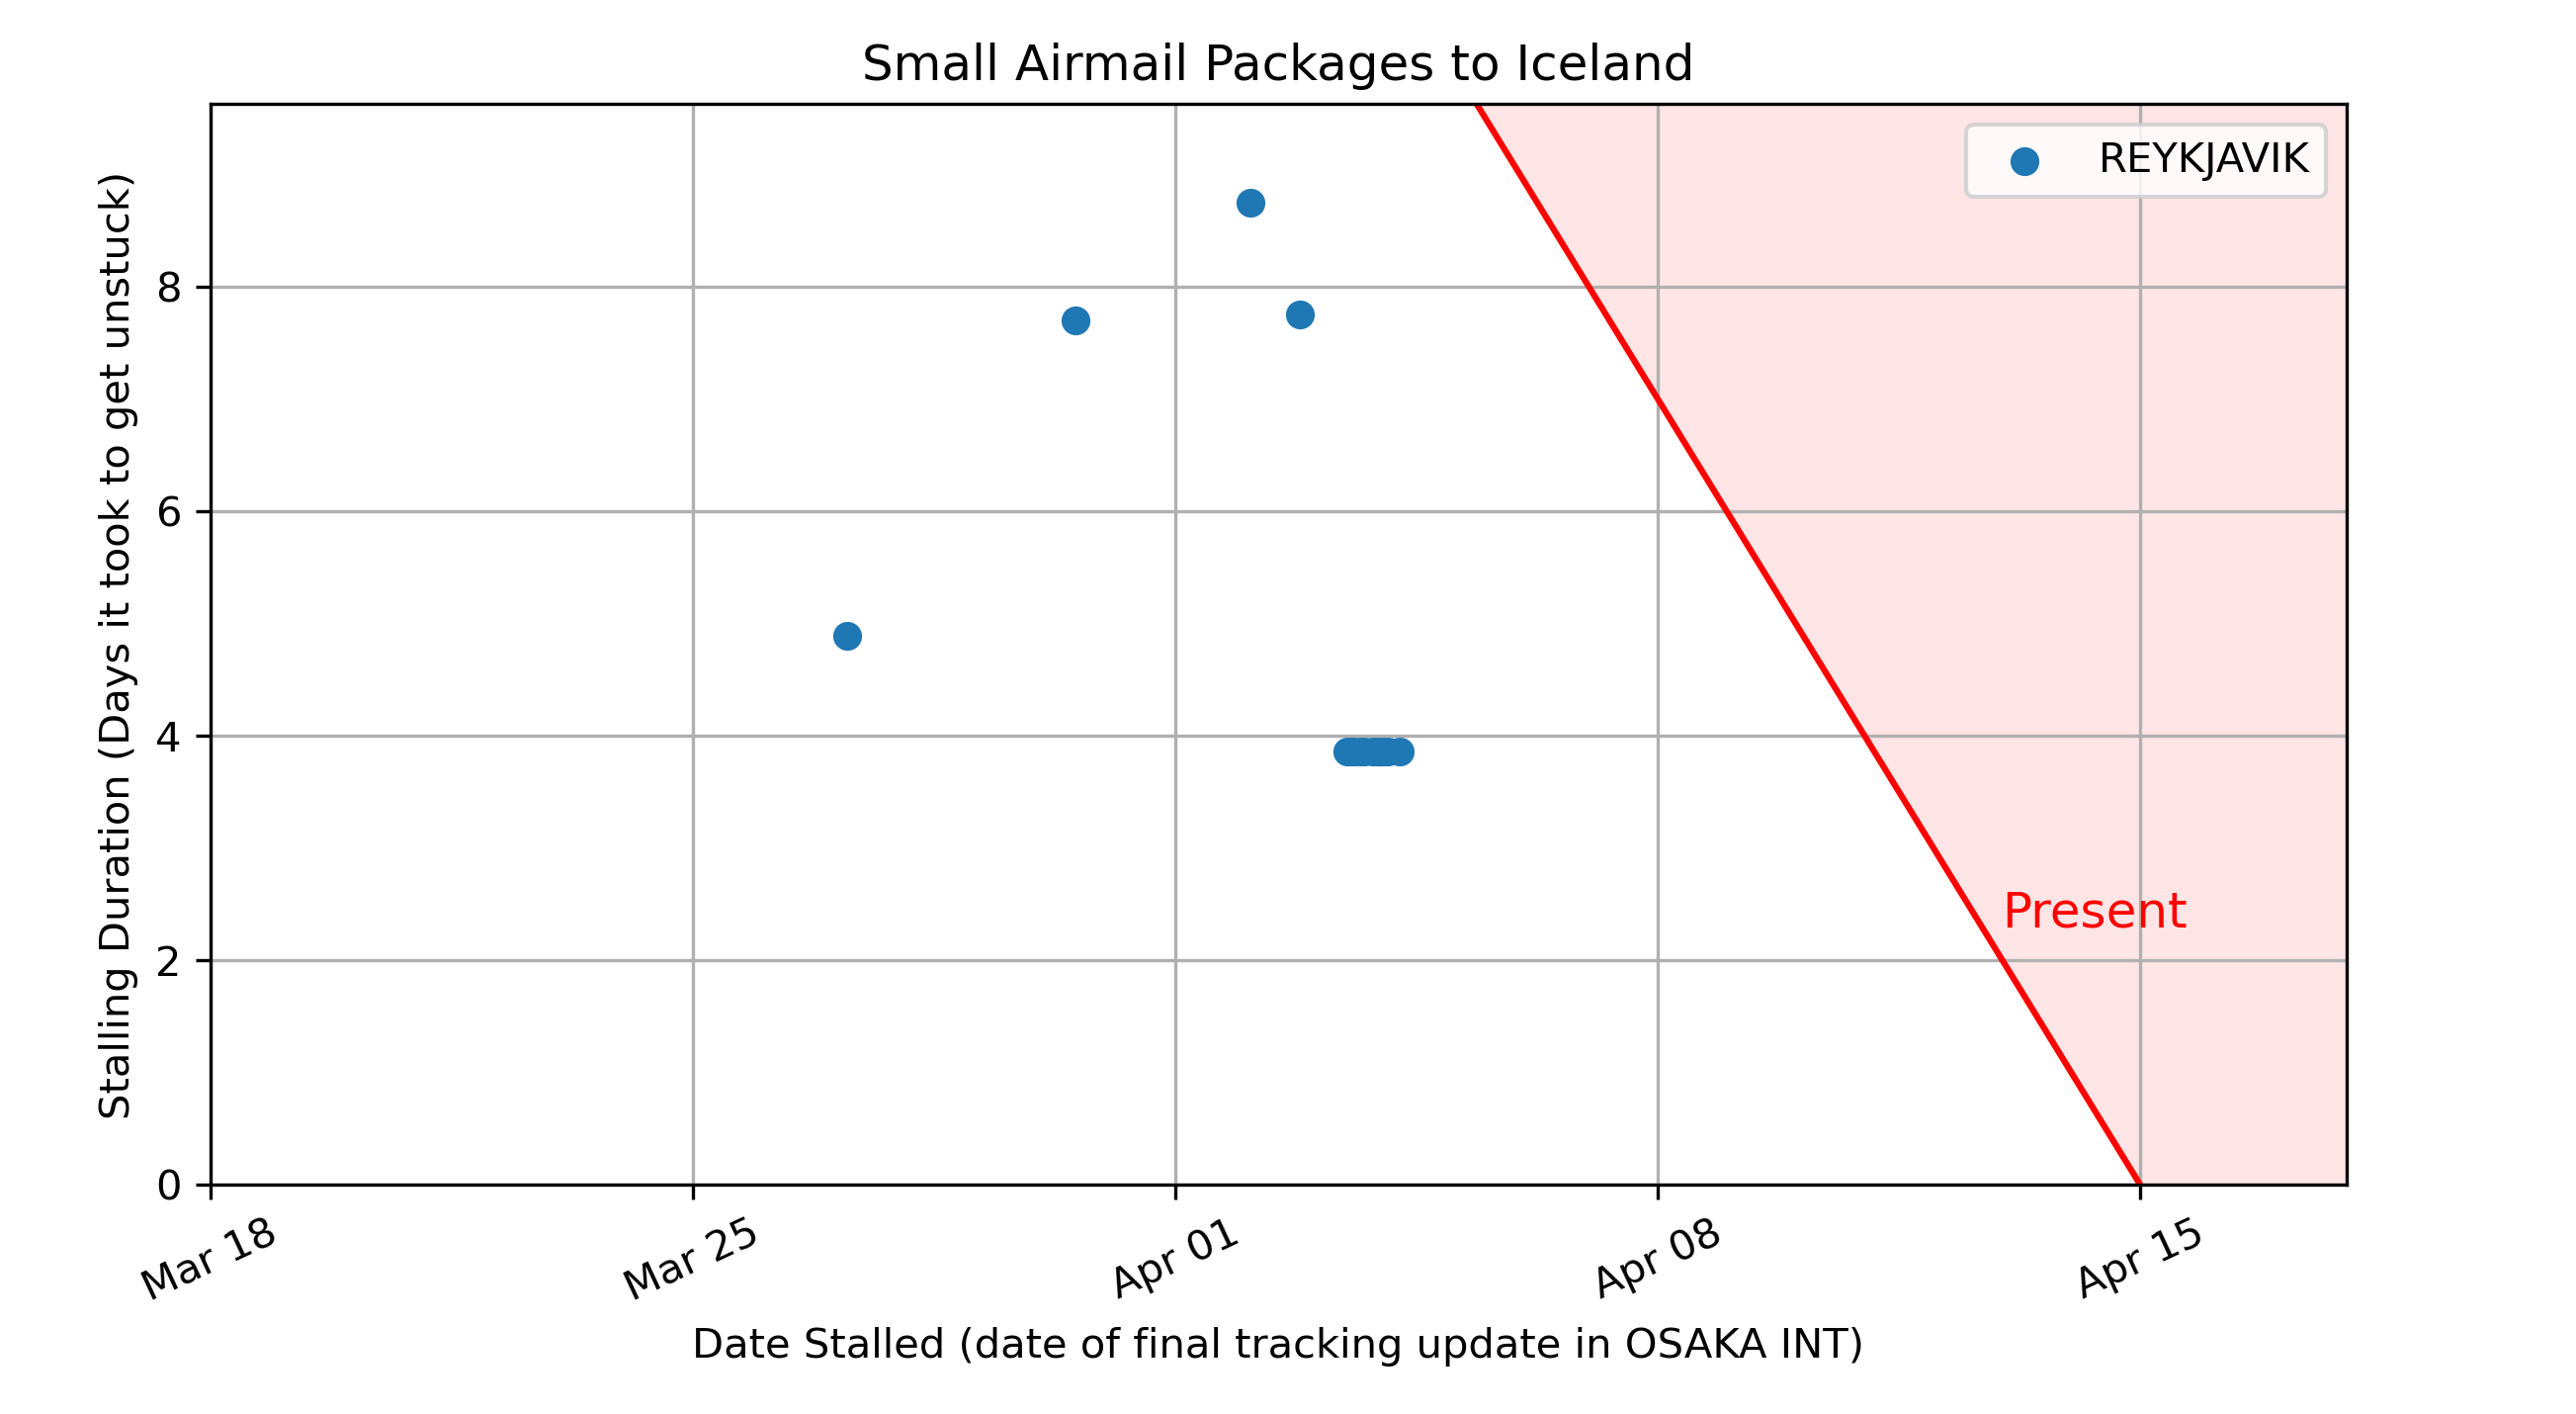 Small Airmail Packages to Iceland
REYKJAVIK
Stalling Duration (Days it took to get unstuck)
8
6
4
2
0
Present
Mar 18
Mar 25
Apr 01
Apr 08
Apr 15
Date Stalled (date of final tracking update in OSAKA INT)